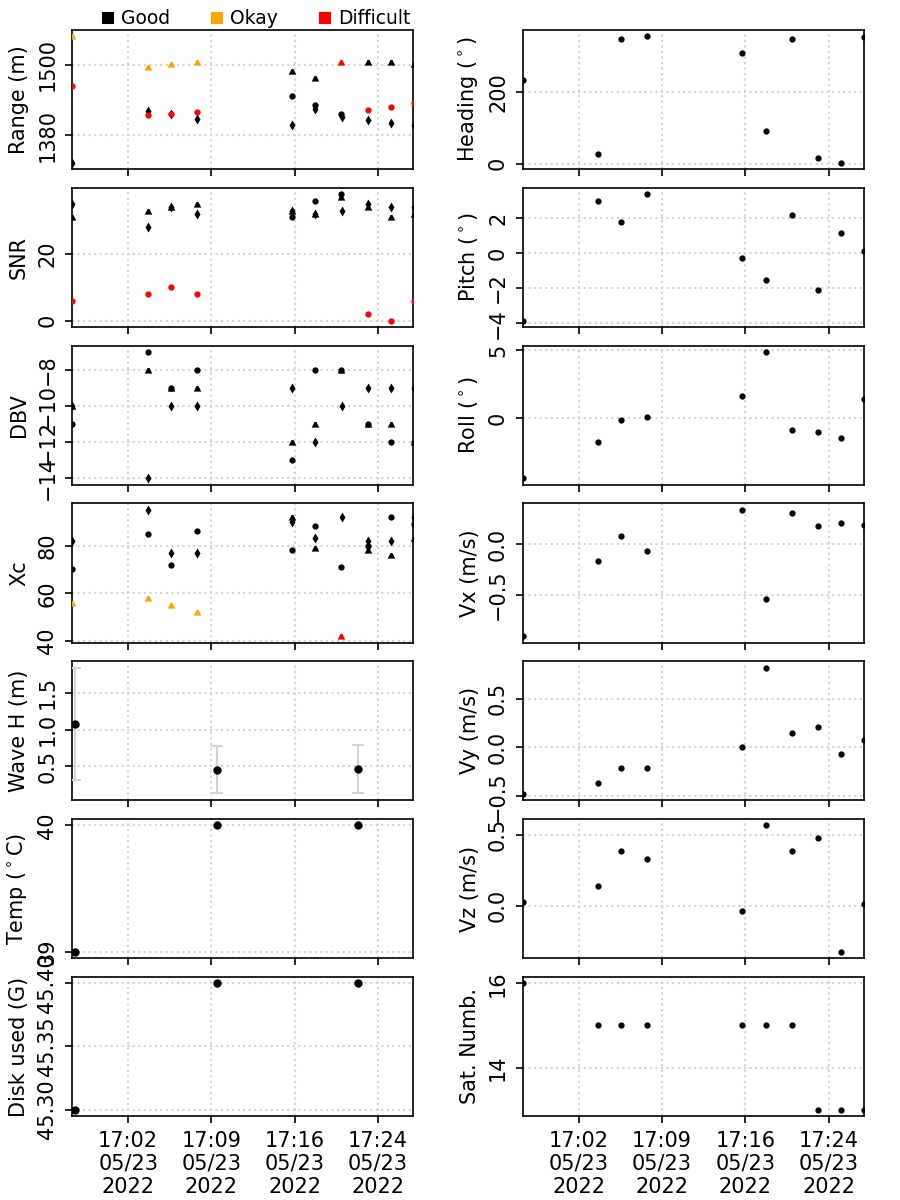 Good Okay Difficult
Range (m)
1500
1380
Heading (°)
200
0
SNR
20
0
Pitch (°)
2
0
−2
−4
DBV
−8
−10
−12
−14
Roll (°)
5
0
Xc
80
60
40
Vx (m/s)
0.0
−0.5
Wave H (m)
1.5
1.0
0.5
Vy (m/s)
0.5
0.0
−0.5
Temp (°C)
40
39
Vz (m/s)
0.5
0.0
Disk used (G)
45.40
45.35
45.30
Sat. Numb.
16
14
17:02 17:09 17:16 17:24
05/23 05/23 05/23 05/23
2022 2022 2022 2022
17:02 17:09 17:16 17:24
05/23 05/23 05/23 05/23
2022 2022 2022 2022